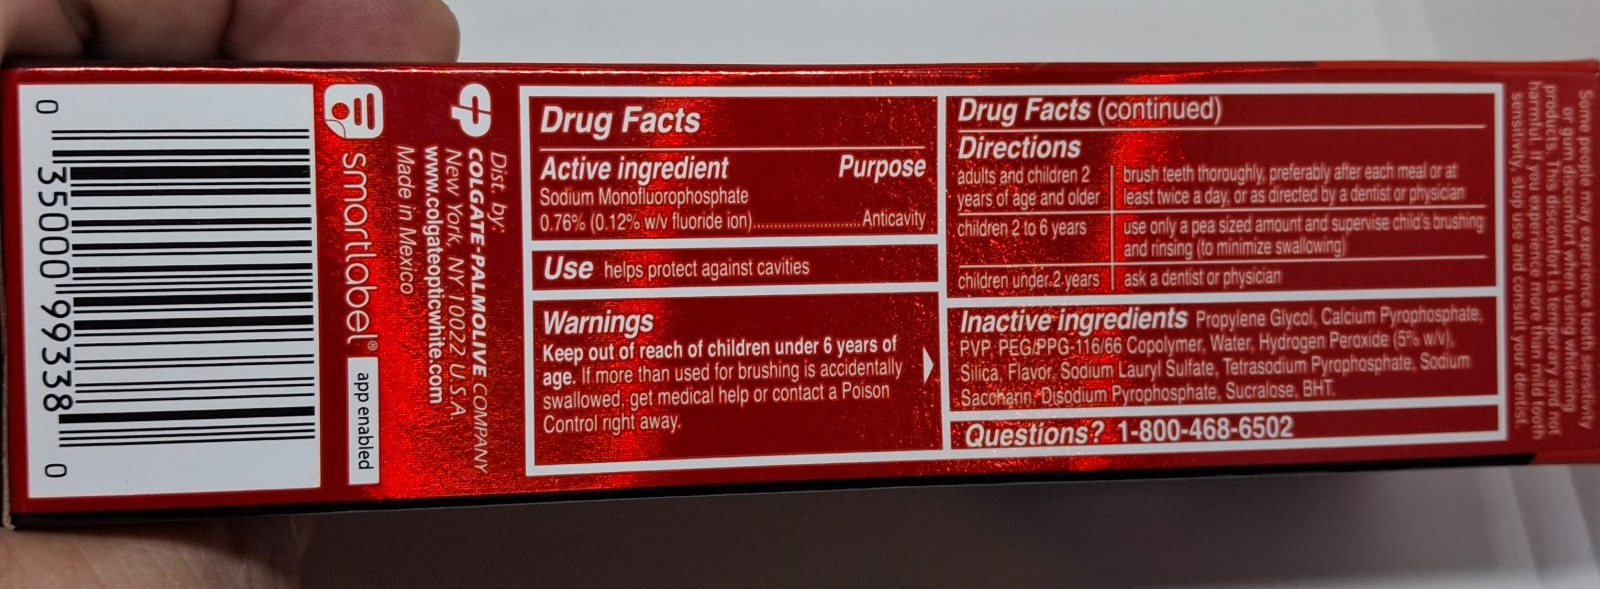 0 35000 99338 0
smartlabel®
app enabled
CP
Dist. by:
COLGATE-PALMOLIVE COMPANY
New York, NY 10022 U.S.A.
www.colgateopticwhite.com
Made in Mexico
Drug Facts
Active ingredient Purpose
Sodium Monofluorophosphate
0.76% (0.12% w/v fluoride ion)..........................Anticavity
Use helps protect against cavities
Warnings
Keep out of reach of children under 6 years of
age. If more than used for brushing is accidentally
swallowed, get medical help or contact a Poison
Control right away.
Drug Facts (continued)
Directions
adults and children 2
years of age and older
brush teeth thoroughly, preferably after each meal or at
least twice a day, or as directed by a dentist or physician
children 2 to 6 years
use only a pea sized amount and supervise child's brushing
and rinsing (to minimize swallowing)
children under 2 years
ask a dentist or physician
Inactive ingredients Propylene Glycol, Calcium Pyrophosphate,
PVP, PEG/PPG-116/66 Copolymer, Water, Hydrogen Peroxide (5% w/v),
Silica, Flavor, Sodium Lauryl Sulfate, Tetrasodium Pyrophosphate, Sodium
Saccharin, Disodium Pyrophosphate, Sucralose, BHT.
Questions? 1-800-468-6502
Some people may experience tooth sensitivity
or gum discomfort when using whitening
products. This discomfort is temporary and not
harmful. If you experience more than mild tooth
sensitivity, stop use and consult your dentist.